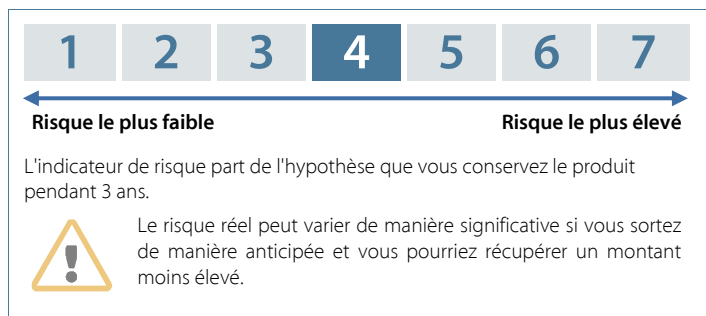 1 2 3 4 5 6 7
Risque le plus faible Risque le plus élevé
L'indicateur de risque part de l'hypothèse que vous conservez le produit
pendant 3 ans.
Le risque réel peut varier de manière significative si vous sortez
de manière anticipée et vous pourriez récupérer un montant
moins élevé.